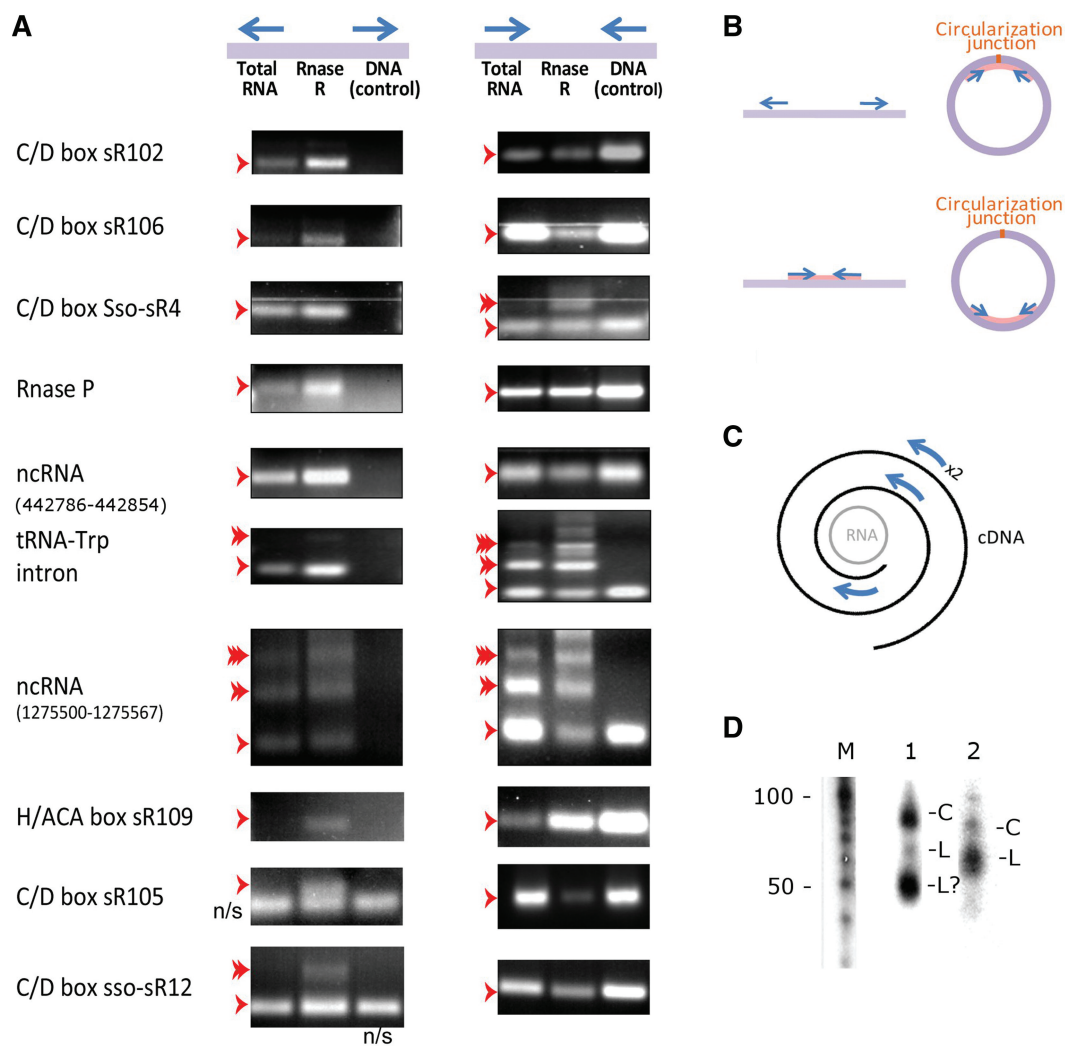 A
Total RNA
Rnase R
DNA (control)
Total RNA
Rnase R
DNA (control)
C/D box sR102
C/D box sR106
C/D box Sso-sR4
Rnase P
ncRNA
(442786-442854)
tRNA-Trp
intron
ncRNA
(1275500-1275567)
H/ACA box sR109
C/D box sR105
n/s
C/D box sso-sR12
n/s
B
Circularization
junction
Circularization
junction
C
x2
RNA
cDNA
D
M 1 2
100 -
-C
-C
-L
-L
50 -
-L?